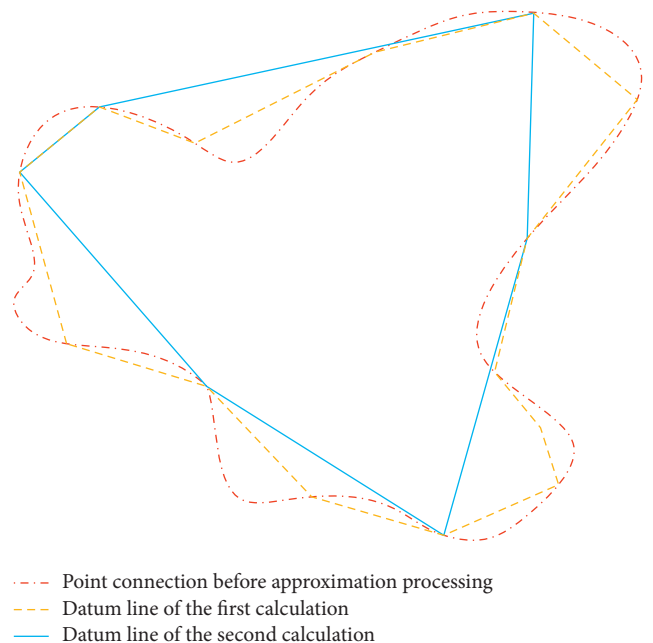 Point connection before approximation processing
Datum line of the first calculation
Datum line of the second calculation